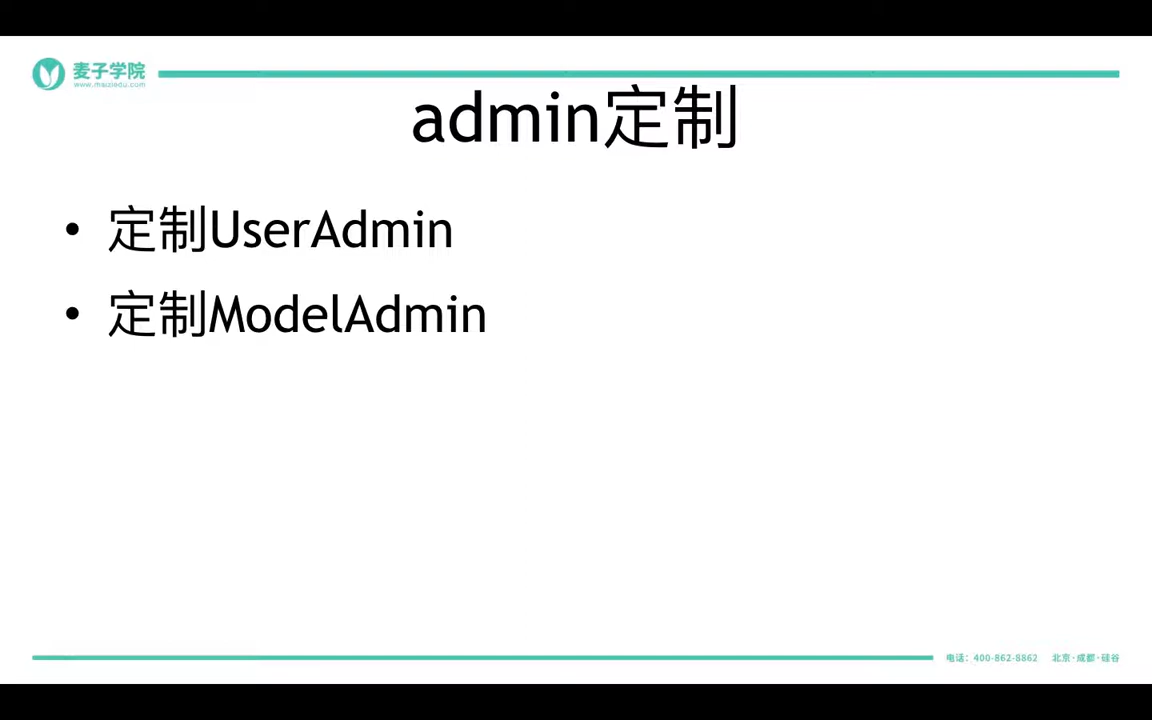 麦子学院
www.maiziedu.com
admin定制
• 定制UserAdmin
• 定制ModelAdmin
电话：400-862-8862 北京·成都·硅谷